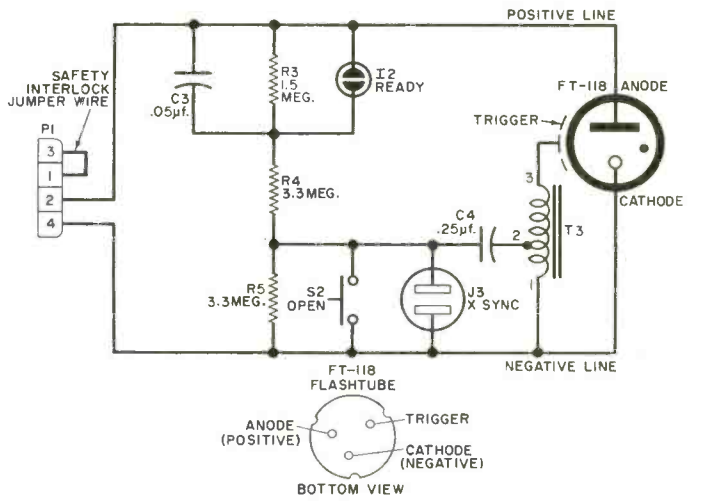 POSITIVE LINE
SAFETY
INTERLOCK
JUMPER WIRE
P1
3
1
2
4
C3
.05µf.
R3
1.5
MEG.
I2
READY
FT-118
ANODE
TRIGGER
CATHODE
R4
3.3MEG.
C4
.25µf.
3
2
1
T3
R5
3.3MEG.
S2
OPEN
J3
X SYNC
NEGATIVE LINE
FT-118
FLASHTUBE
ANODE
(POSITIVE)
TRIGGER
CATHODE
(NEGATIVE)
BOTTOM VIEW